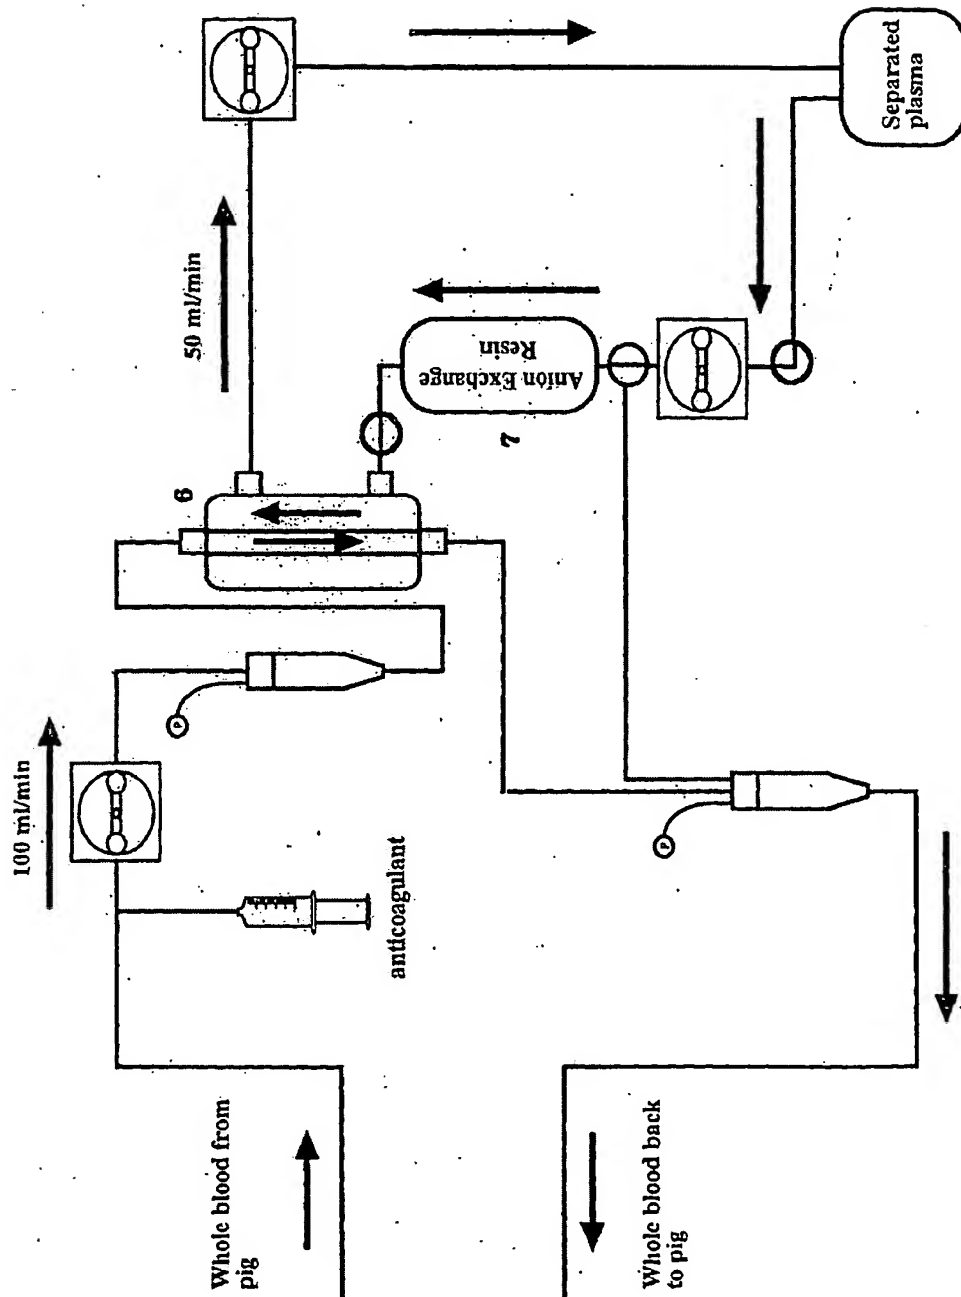 Whole blood from
pig
100 ml/min
anticoagulant
P
6
50 ml/min
7
Anion Exchange
Resin
Separated
plasma
P
Whole blood back
to pig